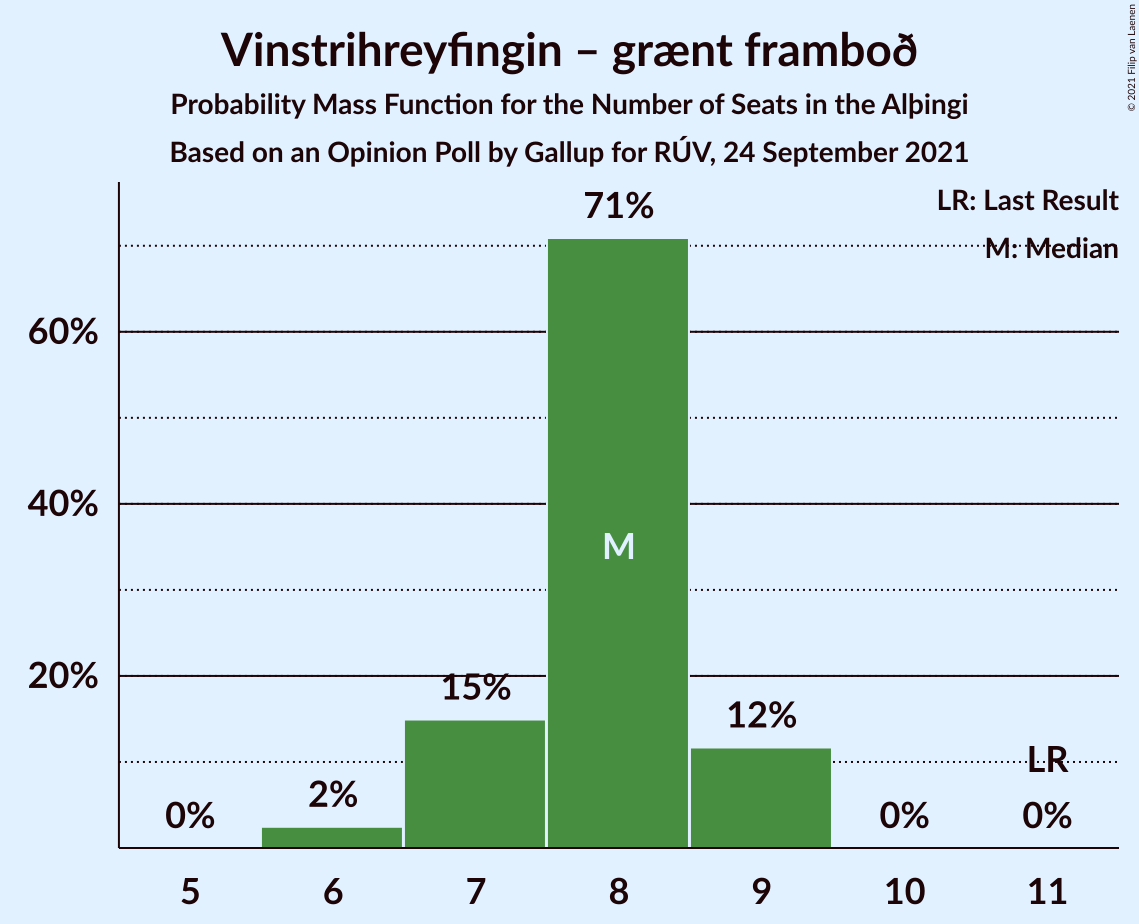 Vinstrihreyfingin – grænt framboð
Probability Mass Function for the Number of Seats in the Alþingi
Based on an Opinion Poll by Gallup for RÚV, 24 September 2021
© 2021 Filip van Laenen
LR: Last Result
M: Median
71%
60%
40%
M
20%
15%
12%
LR
2%
0%
0%
0%
5
6
7
8
9
10
11